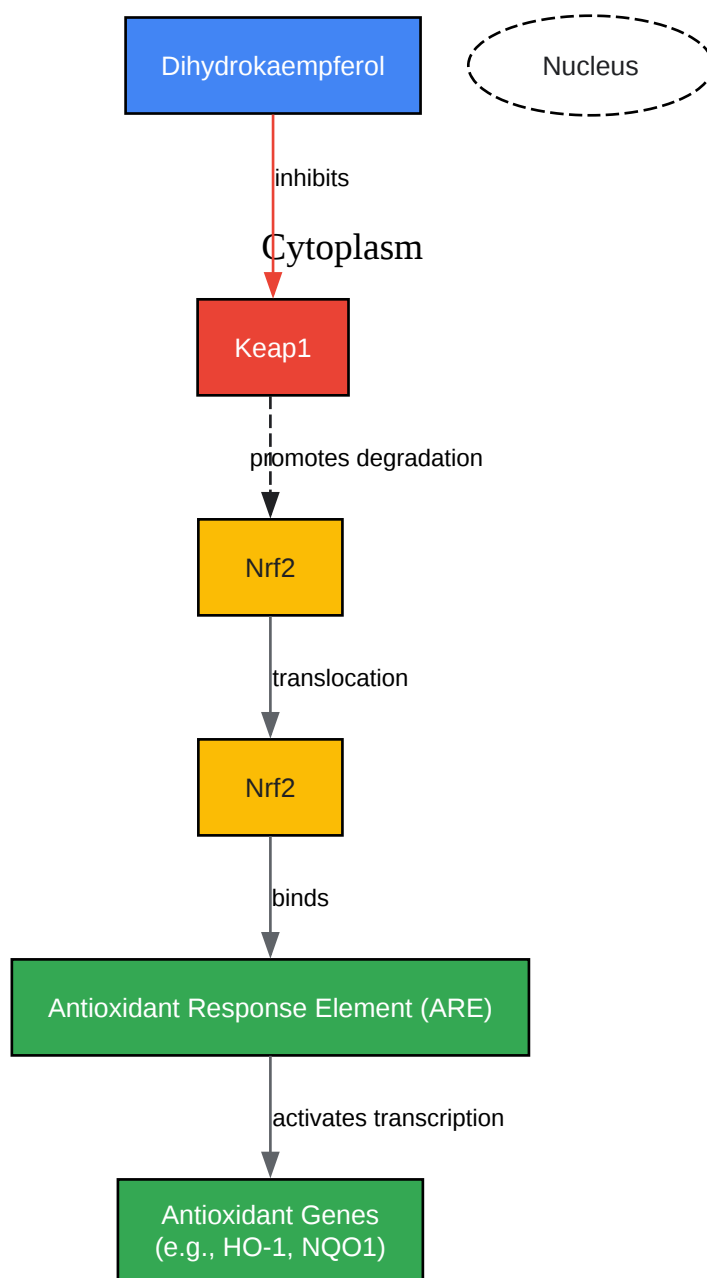 Dihydrokaempferol
Nucleus
inhibits
Cytoplasm
Keap1
promotes degradation
Nrf2
translocation
Nrf2
binds
Antioxidant Response Element (ARE)
activates transcription
Antioxidant Genes
(e.g., HO-1, NQO1)